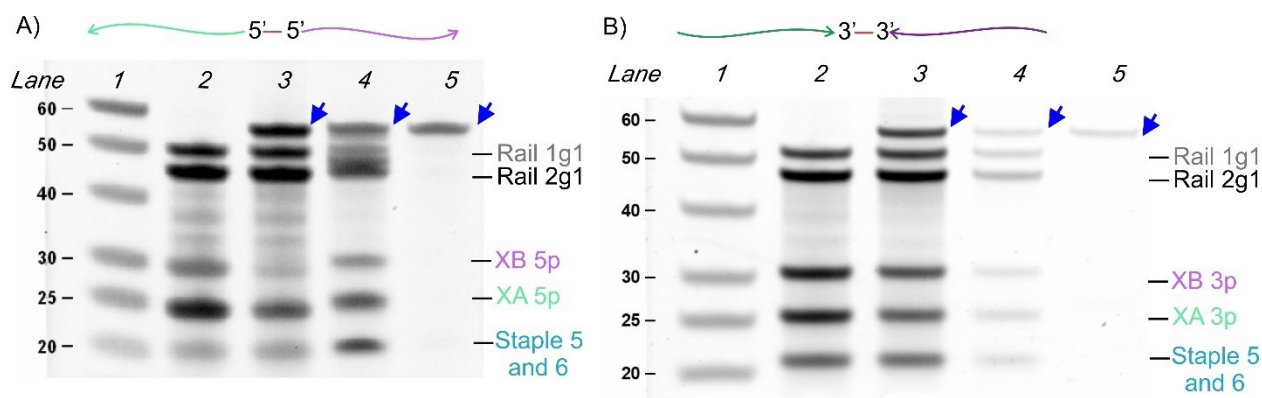 A) 5’–5’
Lane 1 2 3 4 5
60
50
40
30
25
20
Rail 1g1
Rail 2g1
XB 5p
XA 5p
Staple 5
and 6
B) 3’–3’
Lane 1 2 3 4 5
60
50
40
30
25
20
Rail 1g1
Rail 2g1
XB 3p
XA 3p
Staple 5
and 6